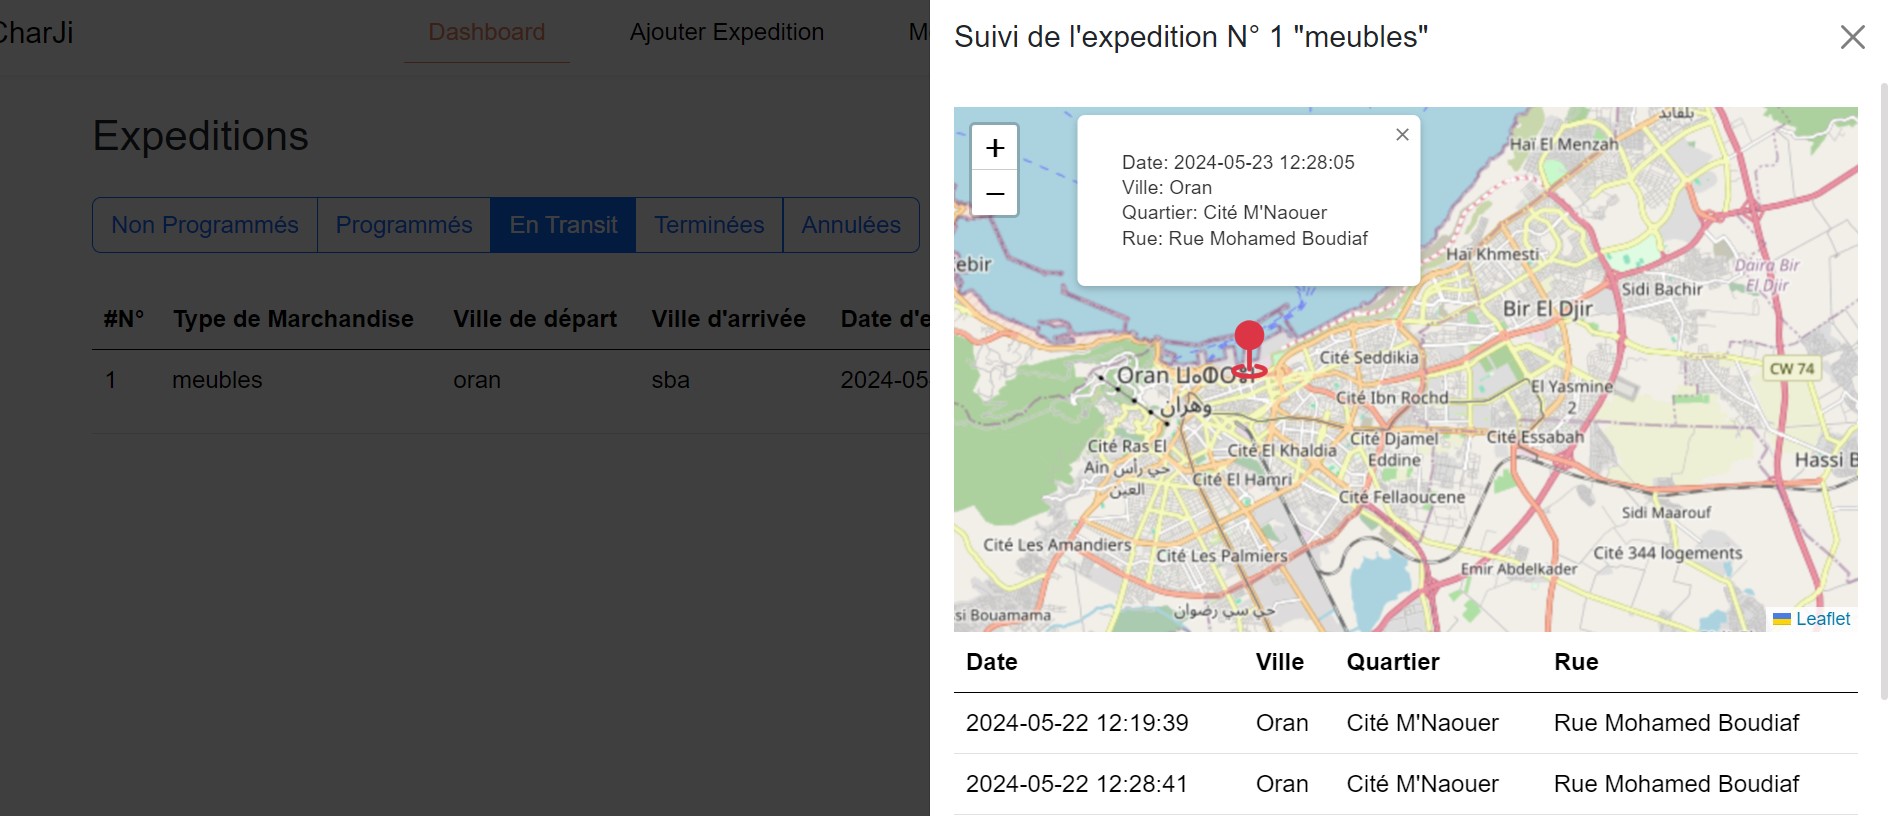 CharJi
Dashboard
Ajouter Expedition
Expeditions
Non Programmés
Programmés
En Transit
Terminées
Annulées
#N° Type de Marchandise Ville de départ Ville d'arrivée Date d'e
1 meubles oran sba 2024-05
Suivi de l'expedition N° 1 "meubles"
+
−
×
Date: 2024-05-23 12:28:05
Ville: Oran
Quartier: Cité M'Naouer
Rue: Rue Mohamed Boudiaf
بلقايد
Haï El Menzah
Haï Khmesti
ebir
Daïra Bir
El Djir
Sidi Bachir
Bir El Djir
Cité Seddikia
CW 74
Oran
وهران
El Yasmine
2
Cité Ibn Rochd
Cité Essabah
Cité Djamel
Eddine
Cité Ras El
Ain حي رأس
العين
Cité El Khaldia
Hassi B
Cité El Hamri
Cité Fellaoucene
Sidi Maarouf
Cité Les Amandiers
Cité Les Palmiers
Cité 344 logements
Emir Abdelkader
حي سي رضوان
si Bouamama
Leaflet
Date Ville Quartier Rue
2024-05-22 12:19:39 Oran Cité M'Naouer Rue Mohamed Boudiaf
2024-05-22 12:28:41 Oran Cité M'Naouer Rue Mohamed Boudiaf